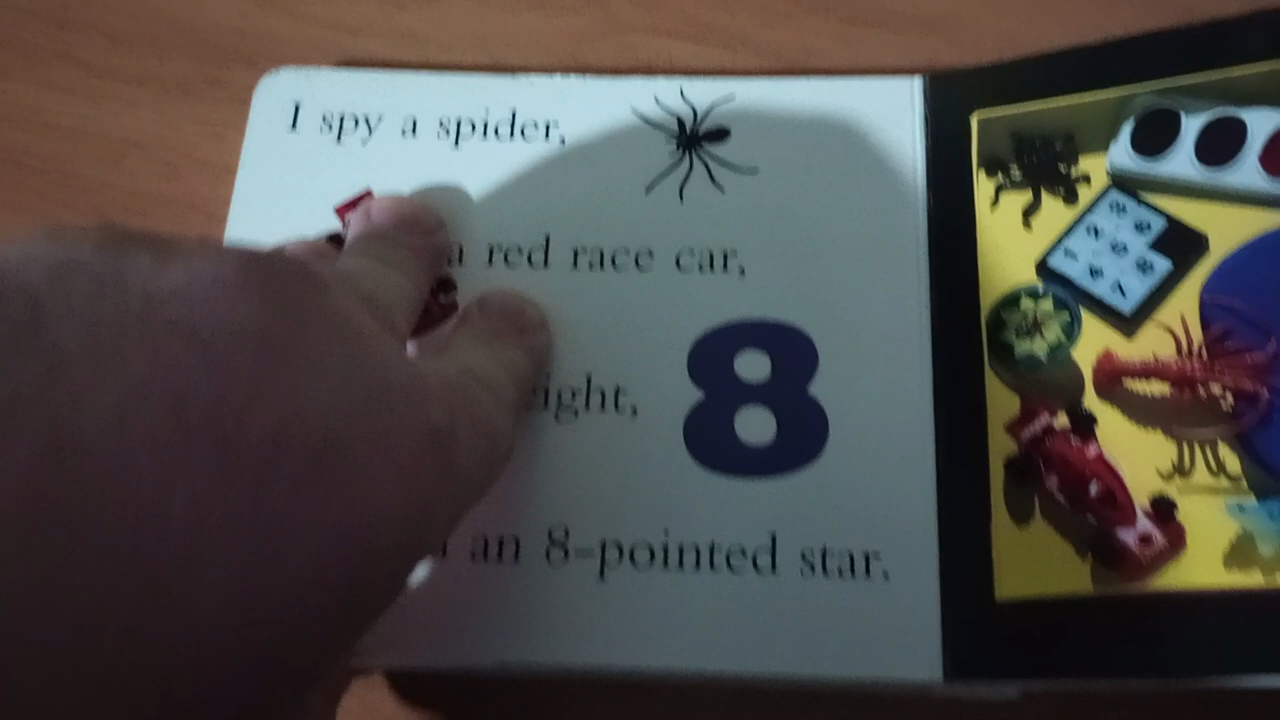 I spy a spider,
a red race car,
ight,
8
an 8-pointed star.